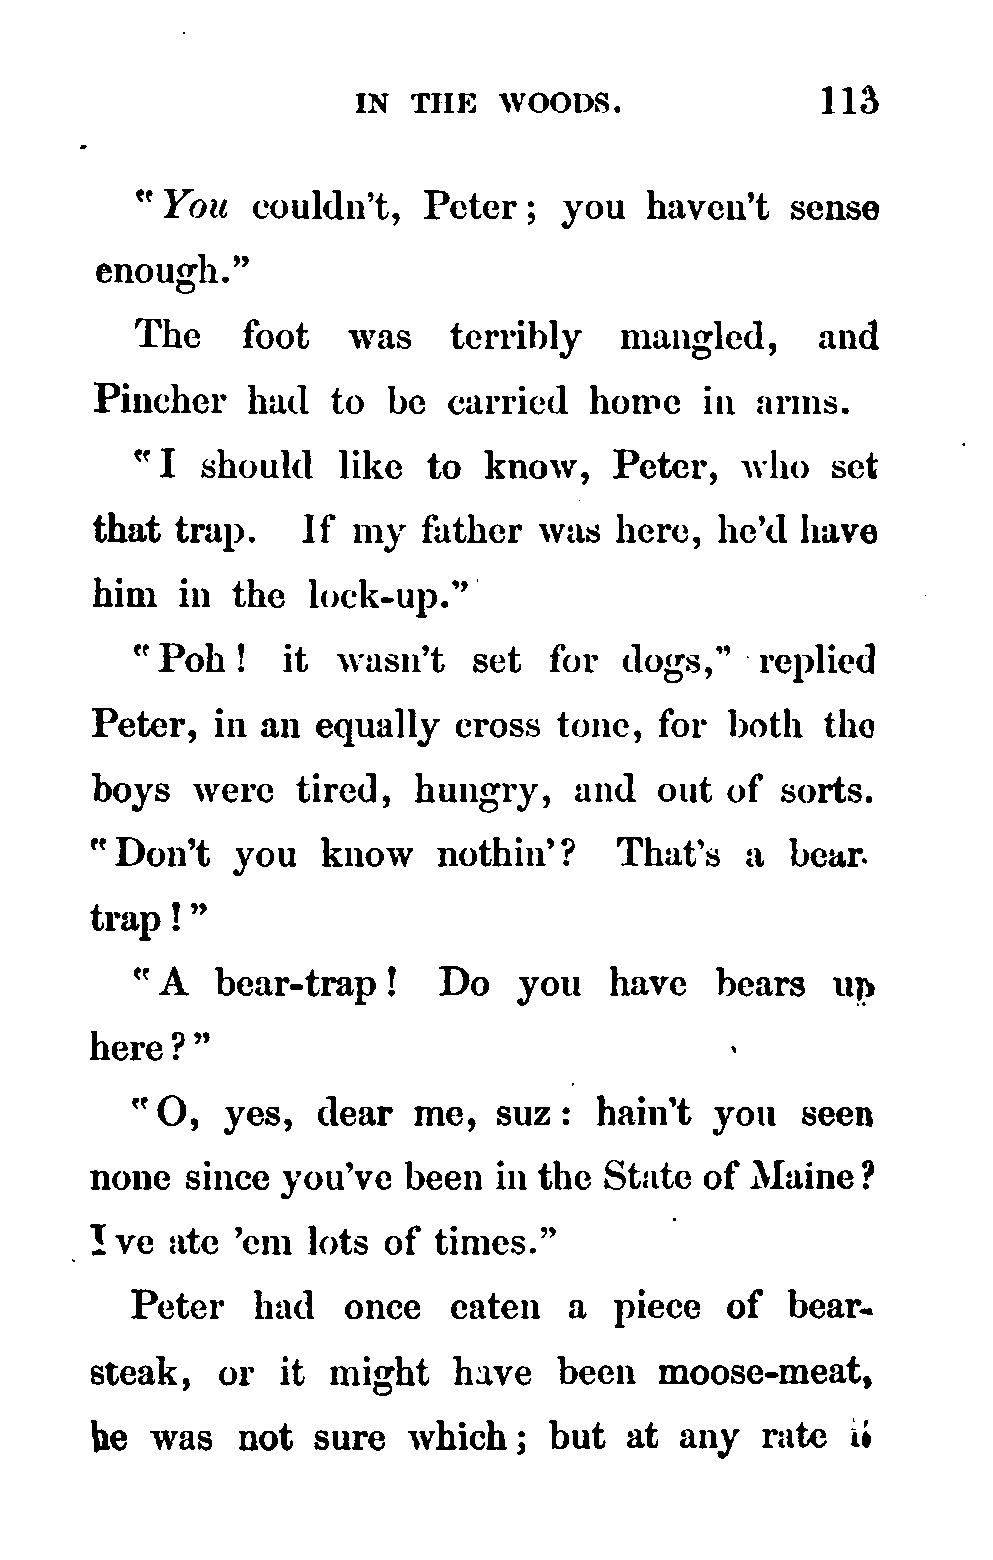 IN THE WOODS. 113
"You couldn't, Peter; you haven't sense
enough."
The foot was terribly mangled, and
Pincher had to be carried home in arms.
"I should like to know, Peter, who set
that trap. If my father was here, he'd have
him in the lock-up."
"Poh! it wasn't set for dogs," replied
Peter, in an equally cross tone, for both the
boys were tired, hungry, and out of sorts.
"Don't you know nothin'? That's a bear-
trap!"
"A bear-trap! Do you have bears up
here?"
"O, yes, dear me, suz: hain't you seen
none since you've been in the State of Maine?
I ve ate 'em lots of times."
Peter had once eaten a piece of bear-
steak, or it might have been moose-meat,
he was not sure which; but at any rate it